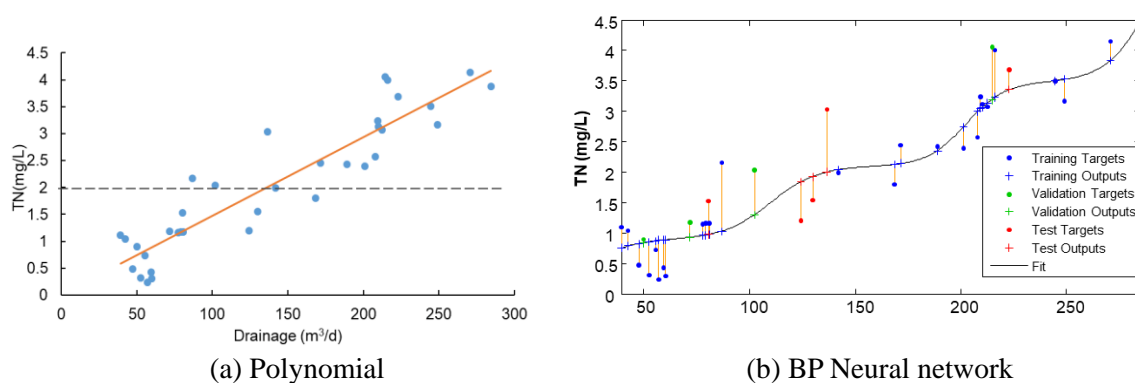 TN(mg/L)
4.5
4
3.5
3
2.5
2
1.5
1
0.5
0
0 50 100 150 200 250 300
Drainage (m³/d)
(a) Polynomial
TN (mg/L)
4.5
4
3.5
3
2.5
2
1.5
1
0.5
0
50 100 150 200 250
Training Targets
Training Outputs
Validation Targets
Validation Outputs
Test Targets
Test Outputs
Fit
(b) BP Neural network